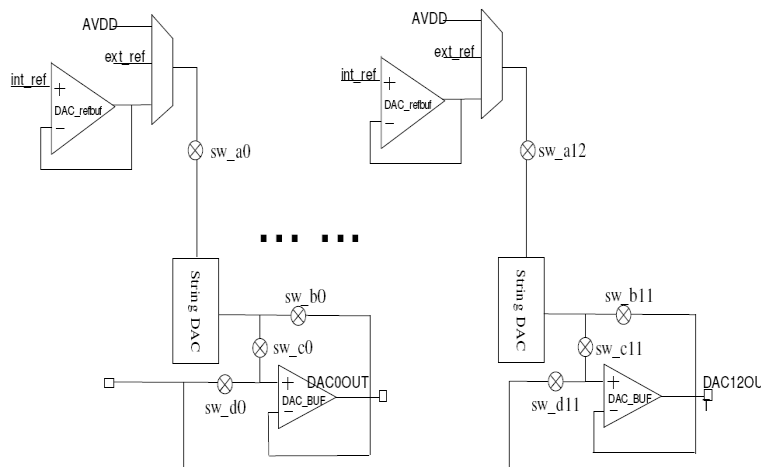 AVDD
ext_ref
int_ref
+
DAC_refbuf
−
sw_a0
... ...
String DAC
sw_b0
sw_c0
sw_d0
+
DAC_BUF
−
DAC0OUT
AVDD
ext_ref
int_ref
+
DAC_refbuf
−
sw_a12
String DAC
sw_b11
sw_c11
sw_d11
+
DAC_BUF
−
DAC12OU
T